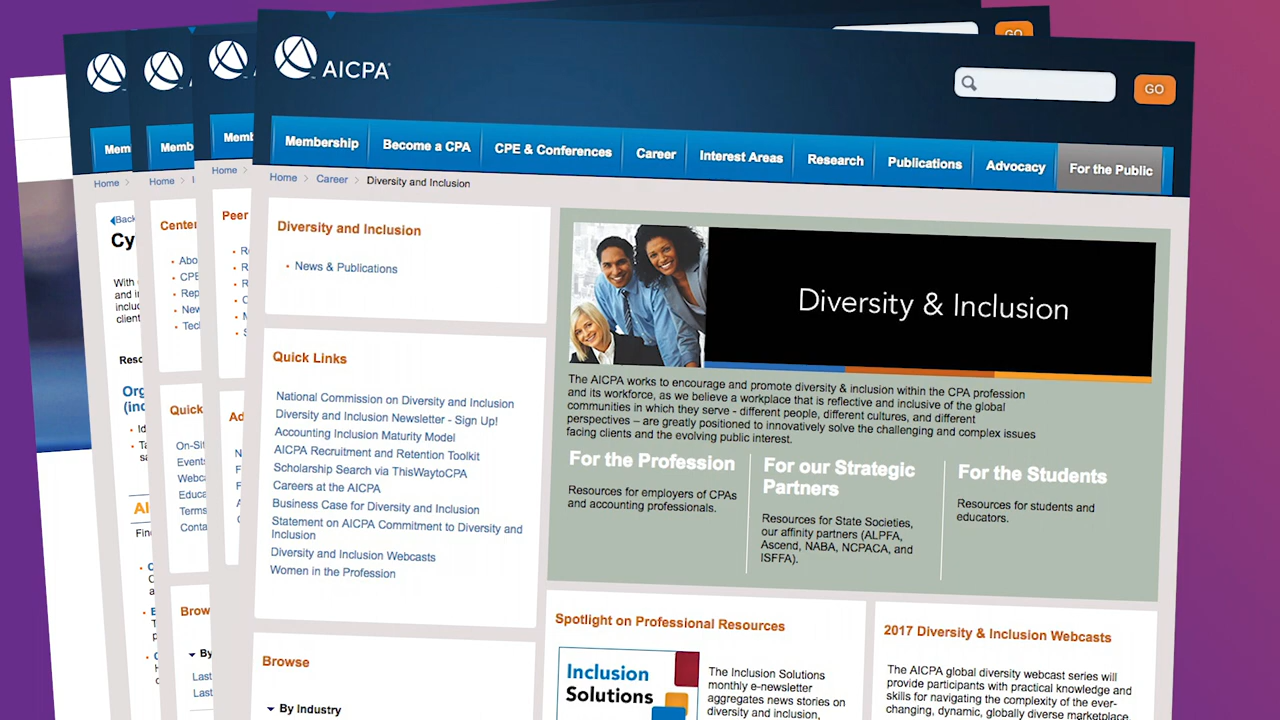 AICPA
GO
GO
Membership
Become a CPA
CPE & Conferences
Career
Interest Areas
Research
Publications
Advocacy
For the Public
Home > Career > Diversity and Inclusion
Diversity and Inclusion
• News & Publications
Quick Links
National Commission on Diversity and Inclusion
Diversity and Inclusion Newsletter - Sign Up!
Accounting Inclusion Maturity Model
AICPA Recruitment and Retention Toolkit
Scholarship Search via ThisWaytoCPA
Careers at the AICPA
Business Case for Diversity and Inclusion
Statement on AICPA Commitment to Diversity and
Inclusion
Diversity and Inclusion Webcasts
Women in the Profession
Browse
By Industry
Diversity & Inclusion
The AICPA works to encourage and promote diversity & inclusion within the CPA profession
and its workforce, as we believe a workplace that is reflective and inclusive of the global
communities in which they serve - different people, different cultures, and different
perspectives – are greatly positioned to innovatively solve the challenging and complex issues
facing clients and the evolving public interest.
For the Profession
Resources for employers of CPAs
and accounting professionals.
For our Strategic
Partners
Resources for State Societies,
our affinity partners (ALPFA,
Ascend, NABA, NCPACA, and
ISFFA).
For the Students
Resources for students and
educators.
Spotlight on Professional Resources
Inclusion
Solutions
The Inclusion Solutions
monthly e-newsletter
aggregates news stories on
diversity and inclusion,
2017 Diversity & Inclusion Webcasts
The AICPA global diversity webcast series will
provide participants with practical knowledge and
skills for navigating the complexity of the ever-
changing, dynamic, globally diverse marketplace.
Home >
Home >
Home >
Back
With
and i
Peer
Quick
Events
Terms
By
Last
Last